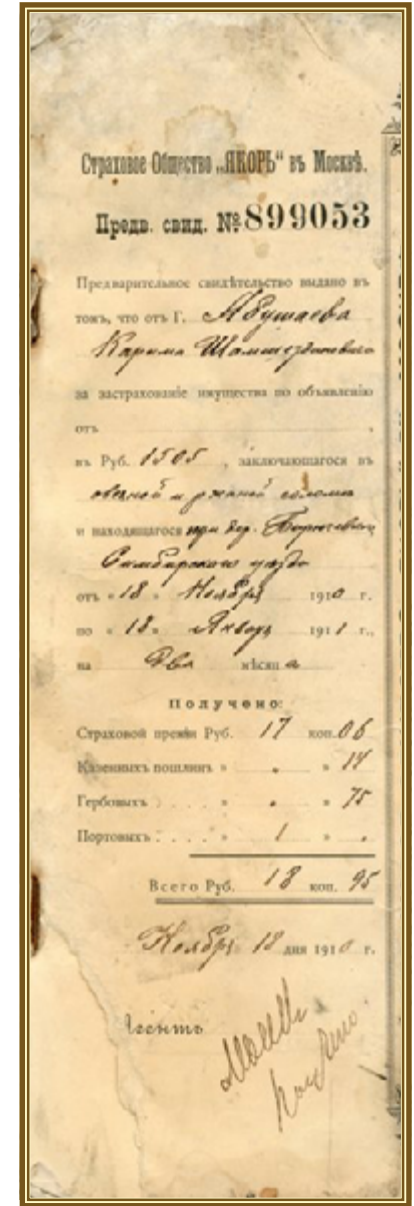 Страховое Общество „ЯКОРЬ“ въ Москвѣ.
Предв. свид. № 899053
Предварительное свидѣтельство выдано въ
томъ, что отъ Г. Абушаева
Карима
за застрахованіе имущества по объявленію
отъ ,
въ Руб. 1505 , заключающагося въ
овсяной и ржаной соломѣ
и находящагося при дер.
Симбирскаго уѣзда
отъ „18„ Ноября 1910 г.
по „18„ Января 1911 г.,
на два мѣсяца
Получено:
Страховой преміи Руб. 17 коп. 06
Казенныхъ пошлинъ „ . „ 14
Гербовыхъ . . . . „ . „ 75
Портовыхъ . . . . „ 1 „ .
Всего Руб. 18 коп. 95
Ноября 18 дня 1910 г.
Агентъ